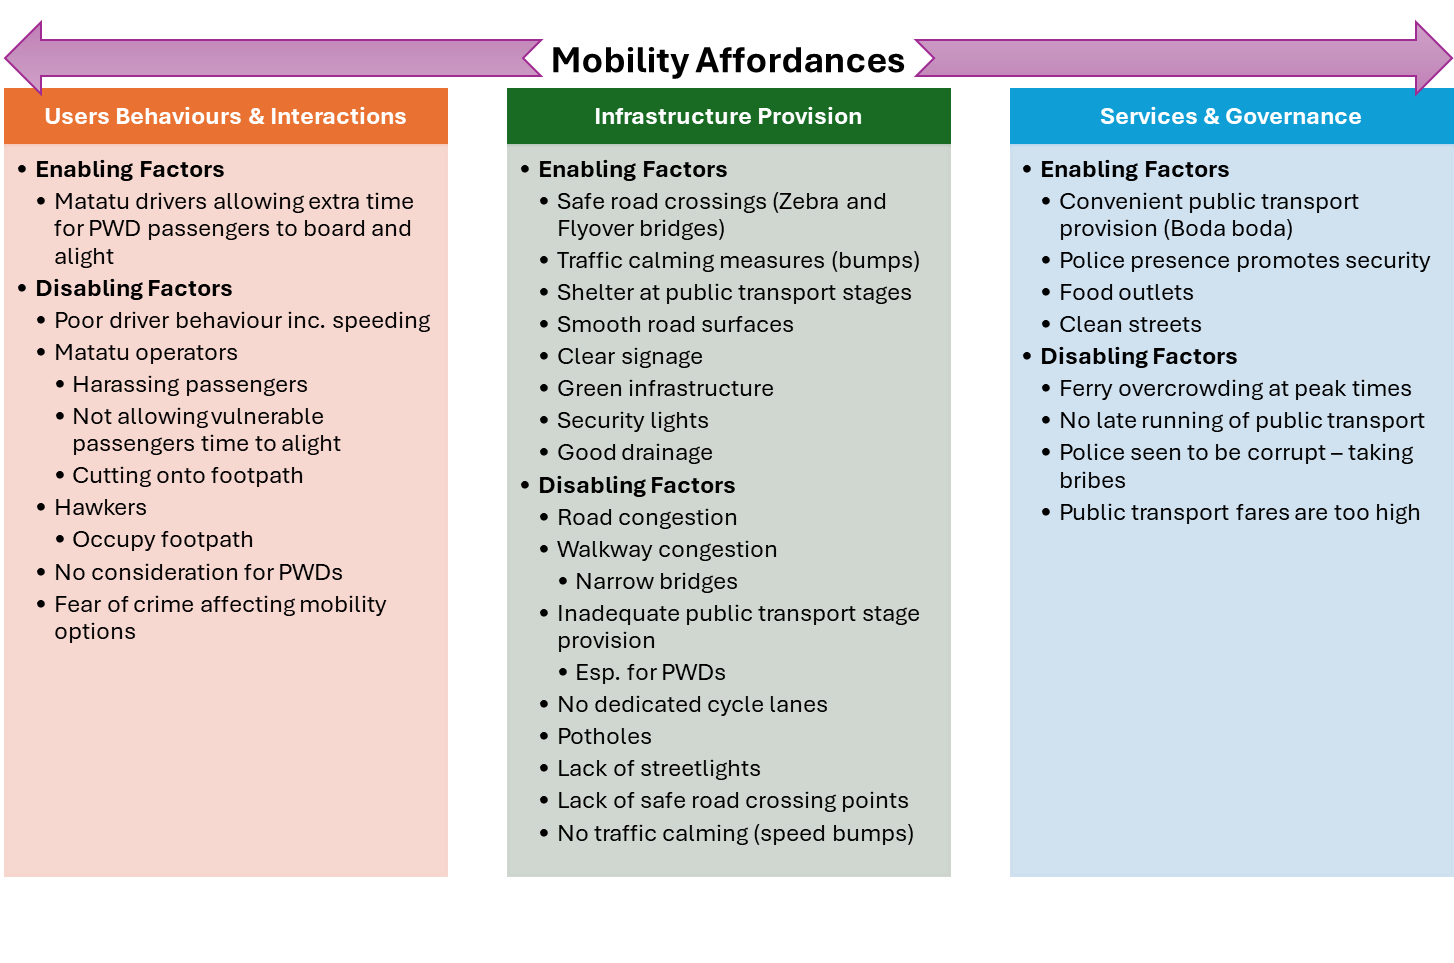 Mobility Affordances
Users Behaviours & Interactions
• Enabling Factors
• Matatu drivers allowing extra time
for PWD passengers to board and
alight
• Disabling Factors
• Poor driver behaviour inc. speeding
• Matatu operators
• Harassing passengers
• Not allowing vulnerable
passengers time to alight
• Cutting onto footpath
• Hawkers
• Occupy footpath
• No consideration for PWDs
• Fear of crime affecting mobility
options
Infrastructure Provision
• Enabling Factors
• Safe road crossings (Zebra and
Flyover bridges)
• Traffic calming measures (bumps)
• Shelter at public transport stages
• Smooth road surfaces
• Clear signage
• Green infrastructure
• Security lights
• Good drainage
• Disabling Factors
• Road congestion
• Walkway congestion
• Narrow bridges
• Inadequate public transport stage
provision
• Esp. for PWDs
• No dedicated cycle lanes
• Potholes
• Lack of streetlights
• Lack of safe road crossing points
• No traffic calming (speed bumps)
Services & Governance
• Enabling Factors
• Convenient public transport
provision (Boda boda)
• Police presence promotes security
• Food outlets
• Clean streets
• Disabling Factors
• Ferry overcrowding at peak times
• No late running of public transport
• Police seen to be corrupt – taking
bribes
• Public transport fares are too high